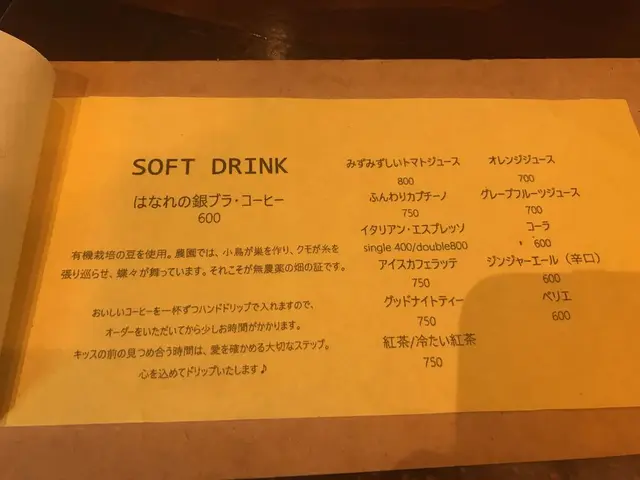 SOFT DRINK
はなれの銀ブラ・コーヒー
600
有機栽培の豆を使用。農園では、小鳥が巣を作り、クモが糸を
張り巡らせ、蝶々が舞っています。それこそが無農薬の畑の証です。
おいしいコーヒーを一杯ずつハンドドリップで入れますので、
オーダーをいただいてから少しお時間がかかります。
キッスの前の見つめ合う時間は、愛を確かめる大切なステップ。
心を込めてドリップいたします♪
みずみずしいトマトジュース
800
ふんわりカプチーノ
750
イタリアン・エスプレッソ
single 400/double800
アイスカフェラッテ
750
グッドナイトティー
750
紅茶/冷たい紅茶
750
オレンジジュース
700
グレープフルーツジュース
700
コーラ
600
ジンジャーエール（辛口）
600
ペリエ
600